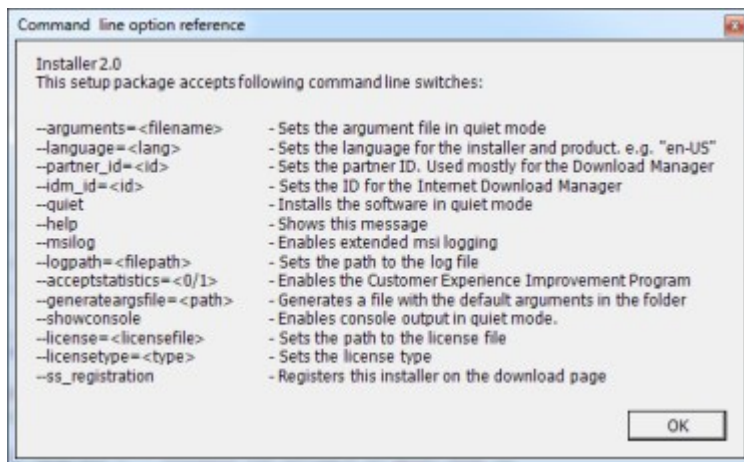 Command line option reference
Installer 2.0
This setup package accepts following command line switches:
--arguments=<filename> - Sets the argument file in quiet mode
--language=<lang> - Sets the language for the installer and product. e.g. "en-US"
--partner_id=<id> - Sets the partner ID. Used mostly for the Download Manager
--idm_id=<id> - Sets the ID for the Internet Download Manager
--quiet - Installs the software in quiet mode
--help - Shows this message
--msilog - Enables extended msi logging
--logpath=<filepath> - Sets the path to the log file
--acceptstatistics=<0/1> - Enables the Customer Experience Improvement Program
--generateargsfile=<path> - Generates a file with the default arguments in the folder
--showconsole - Enables console output in quiet mode.
--license=<licensefile> - Sets the path to the license file
--licensetype=<type> - Sets the license type
--ss_registration - Registers this installer on the download page
OK